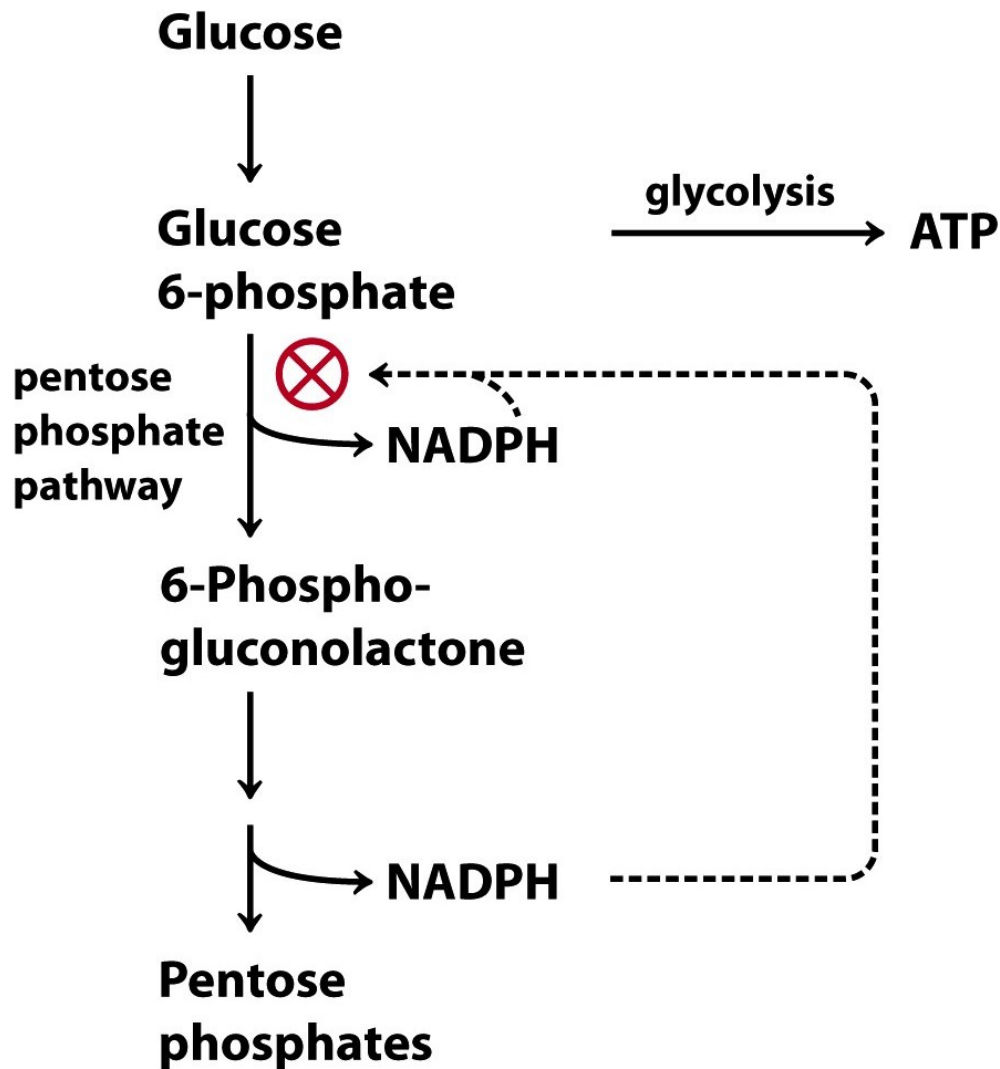 Glucose
glycolysis
Glucose
6-phosphate
ATP
pentose
phosphate
pathway
NADPH
6-Phospho-
gluconolactone
NADPH
Pentose
phosphates